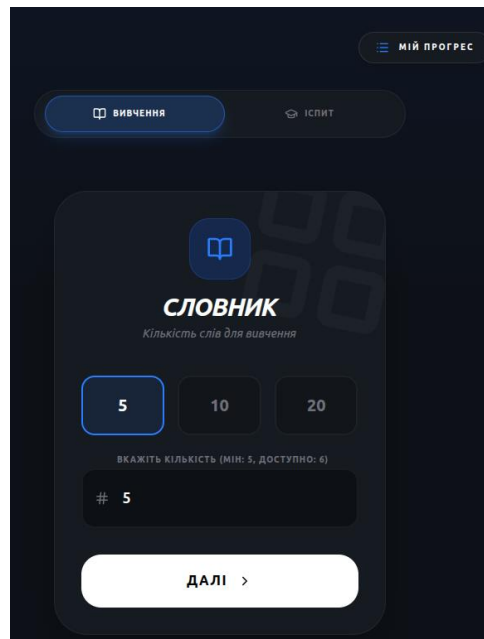 МІЙ ПРОГРЕС
ВИВЧЕННЯ
ІСПИТ
СЛОВНИК
Кількість слів для вивчення
5
10
20
ВКАЖІТЬ КІЛЬКІСТЬ (МІН: 5, ДОСТУПНО: 6)
# 5
ДАЛІ >